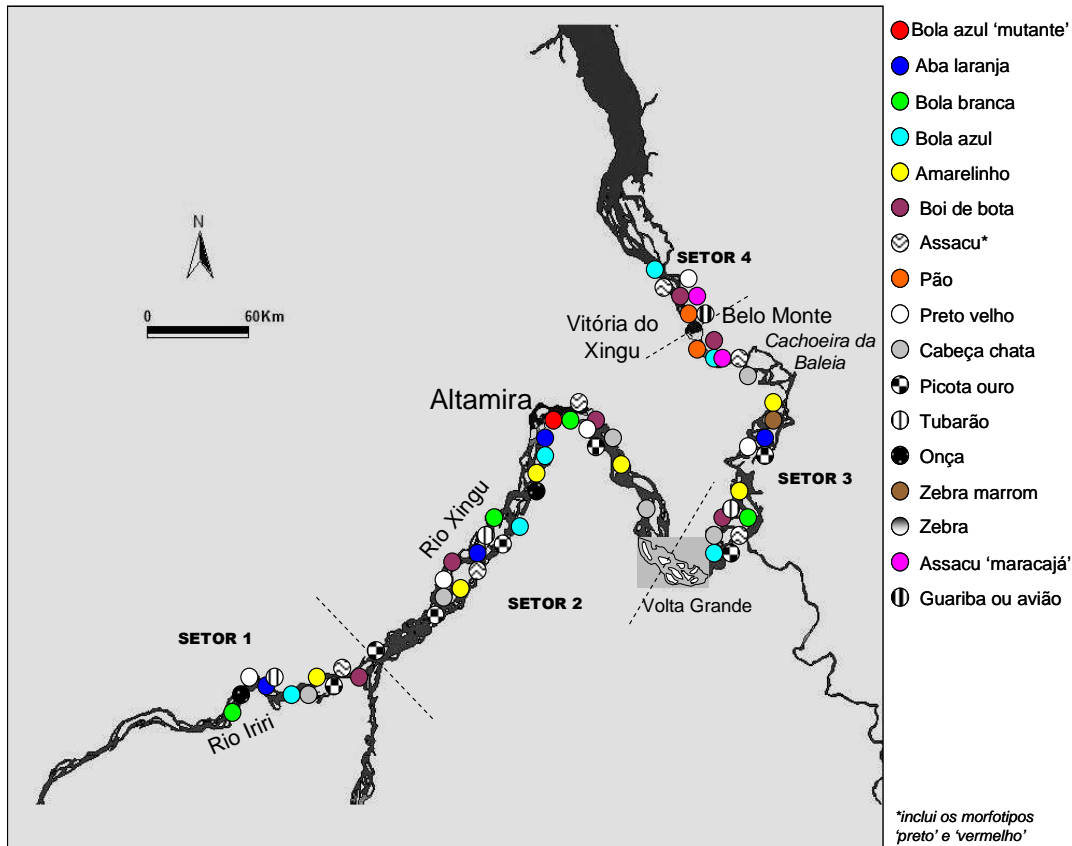 N
0 60Km
SETOR 4
Belo Monte
Vitória do
Xingu
Cachoeira da
Baleia
Altamira
SETOR 3
Rio Xingu
SETOR 2
Volta Grande
SETOR 1
Rio Iriri
Bola azul ‘mutante’
Aba laranja
Bola branca
Bola azul
Amarelinho
Boi de bota
Assacu*
Pão
Preto velho
Cabeça chata
Picota ouro
Tubarão
Onça
Zebra marrom
Zebra
Assacu ‘maracajá’
Guariba ou avião
*inclui os morfotipos
‘preto’ e ‘vermelho’